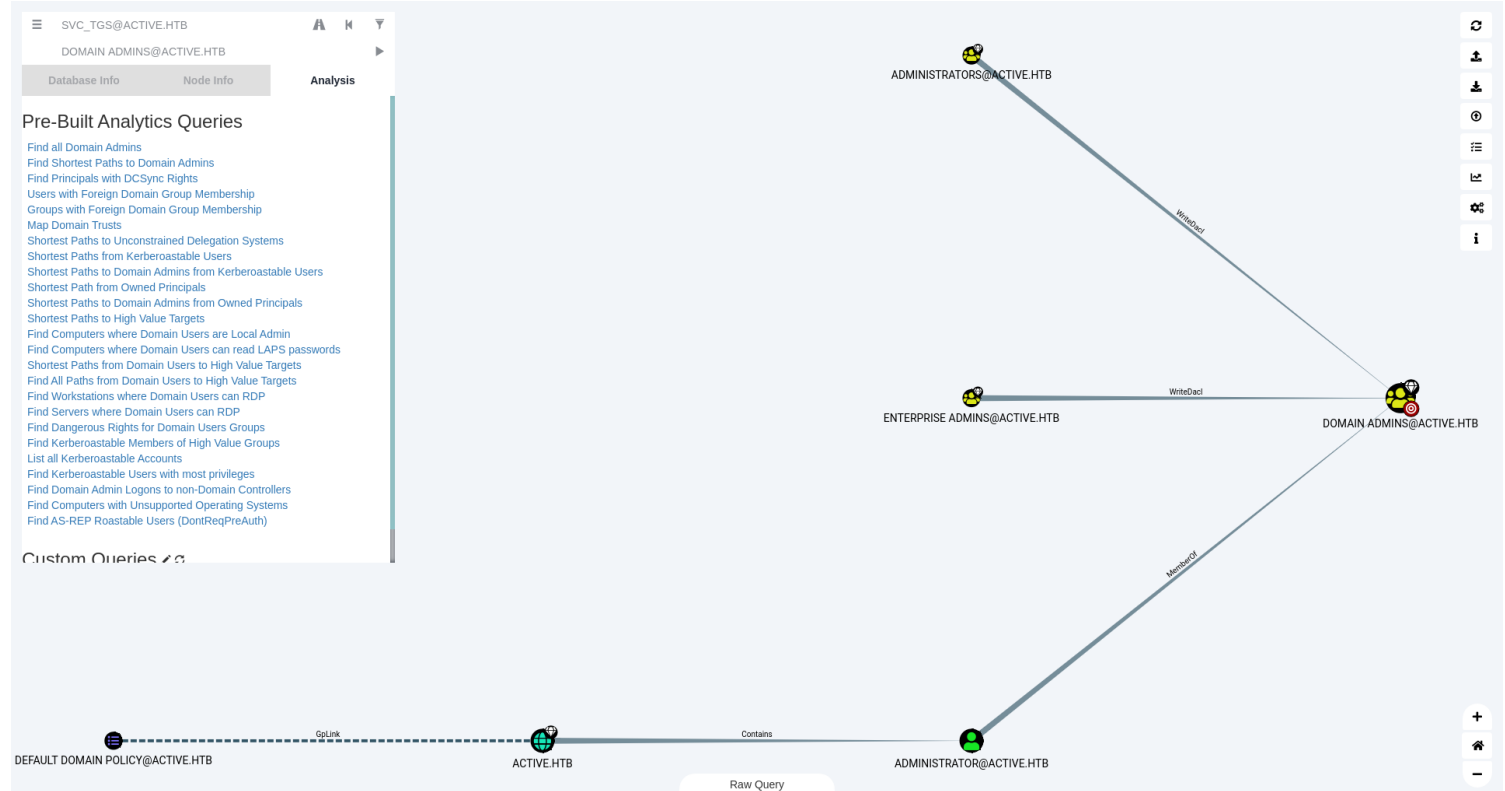 SVC_TGS@ACTIVE.HTB
DOMAIN ADMINS@ACTIVE.HTB
Database Info
Node Info
Analysis
Pre-Built Analytics Queries
Find all Domain Admins
Find Shortest Paths to Domain Admins
Find Principals with DCSync Rights
Users with Foreign Domain Group Membership
Groups with Foreign Domain Group Membership
Map Domain Trusts
Shortest Paths to Unconstrained Delegation Systems
Shortest Paths from Kerberoastable Users
Shortest Paths to Domain Admins from Kerberoastable Users
Shortest Path from Owned Principals
Shortest Paths to Domain Admins from Owned Principals
Shortest Paths to High Value Targets
Find Computers where Domain Users are Local Admin
Find Computers where Domain Users can read LAPS passwords
Shortest Paths from Domain Users to High Value Targets
Find All Paths from Domain Users to High Value Targets
Find Workstations where Domain Users can RDP
Find Servers where Domain Users can RDP
Find Dangerous Rights for Domain Users Groups
Find Kerberoastable Members of High Value Groups
List all Kerberoastable Accounts
Find Kerberoastable Users with most privileges
Find Domain Admin Logons to non-Domain Controllers
Find Computers with Unsupported Operating Systems
Find AS-REP Roastable Users (DontReqPreAuth)
Custom Queries
ADMINISTRATORS@ACTIVE.HTB
WriteDacl
WriteDacl
ENTERPRISE ADMINS@ACTIVE.HTB
DOMAIN ADMINS@ACTIVE.HTB
MemberOf
GpLink
Contains
DEFAULT DOMAIN POLICY@ACTIVE.HTB
ACTIVE.HTB
ADMINISTRATOR@ACTIVE.HTB
Raw Query